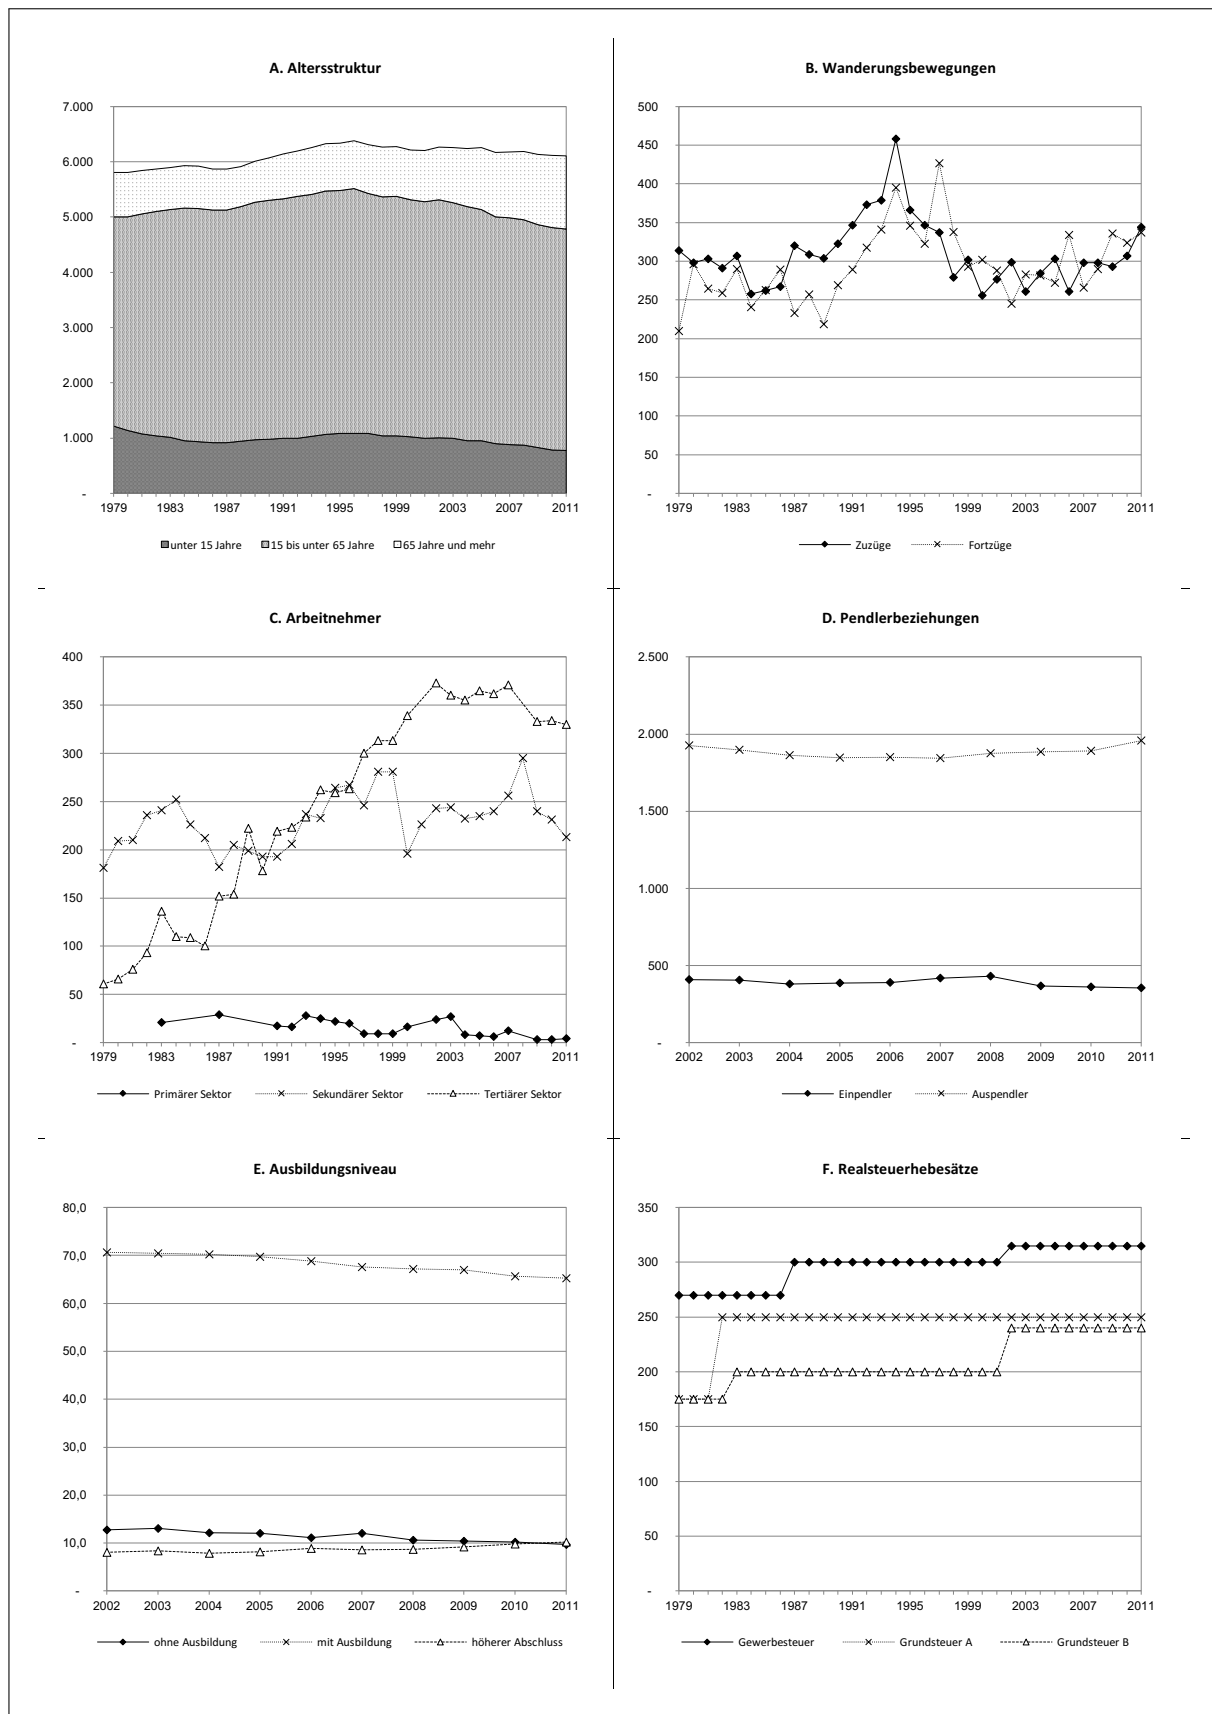 A. Altersstruktur
7.000
6.000
5.000
4.000
3.000
2.000
1.000
-
1979 1983 1987 1991 1995 1999 2003 2007 2011
unter 15 Jahre 15 bis unter 65 Jahre 65 Jahre und mehr
B. Wanderungsbewegungen
500
450
400
350
300
250
200
150
100
50
-
1979 1983 1987 1991 1995 1999 2003 2007 2011
Zuzüge Fortzüge
C. Arbeitnehmer
400
350
300
250
200
150
100
50
-
1979 1983 1987 1991 1995 1999 2003 2007 2011
Primärer Sektor Sekundärer Sektor Tertiärer Sektor
D. Pendlerbeziehungen
2.500
2.000
1.500
1.000
500
-
2002 2003 2004 2005 2006 2007 2008 2009 2010 2011
Einpendler Auspendler
E. Ausbildungsniveau
80,0
70,0
60,0
50,0
40,0
30,0
20,0
10,0
-
2002 2003 2004 2005 2006 2007 2008 2009 2010 2011
ohne Ausbildung mit Ausbildung höherer Abschluss
F. Realsteuerhebesätze
350
300
250
200
150
100
50
-
1979 1983 1987 1991 1995 1999 2003 2007 2011
Gewerbesteuer Grundsteuer A Grundsteuer B